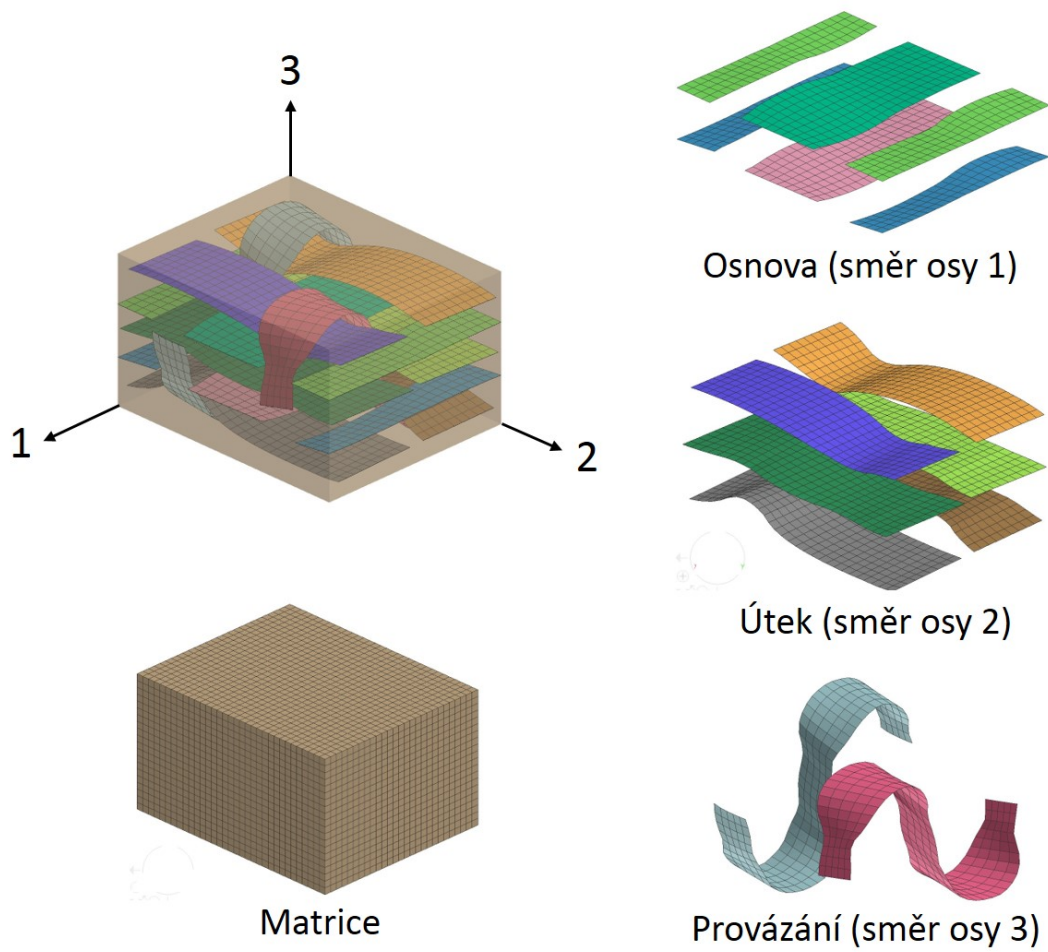 3
1
2
Osnova (směr osy 1)
Útek (směr osy 2)
Matrice
Provázání (směr osy 3)